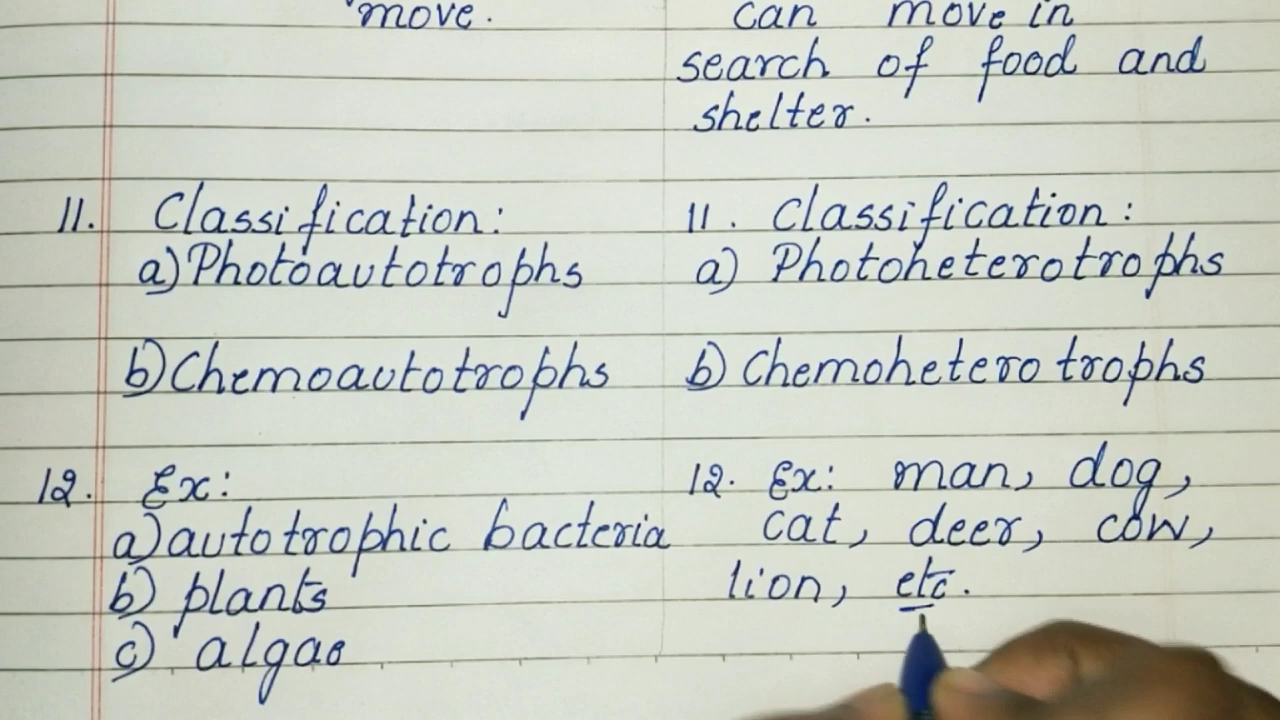 move.
11. Classification:
a) Photoautotrophs
b) Chemoautotrophs
12. Ex:
a) autotrophic bacteria
b) plants
c) algae
can move in
search of food and
shelter.
11. Classification:
a) Photoheterotrophs
b) Chemoheterotrophs
12. Ex: man, dog,
cat, deer, cow,
lion, etc.